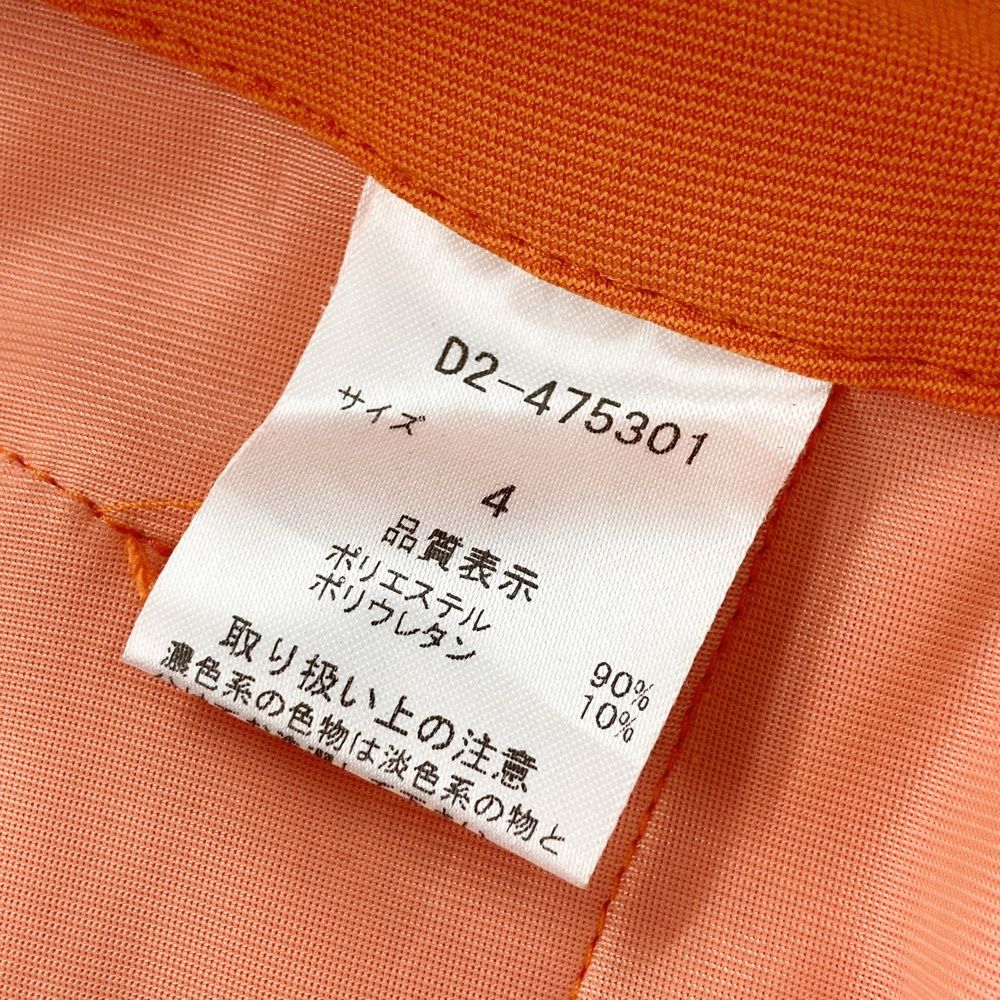 D2-475301
サイズ
4
品質表示
ポリエステル 90%
ポリウレタン 10%
取り扱い上の注意
濃色系の色物は淡色系の物と